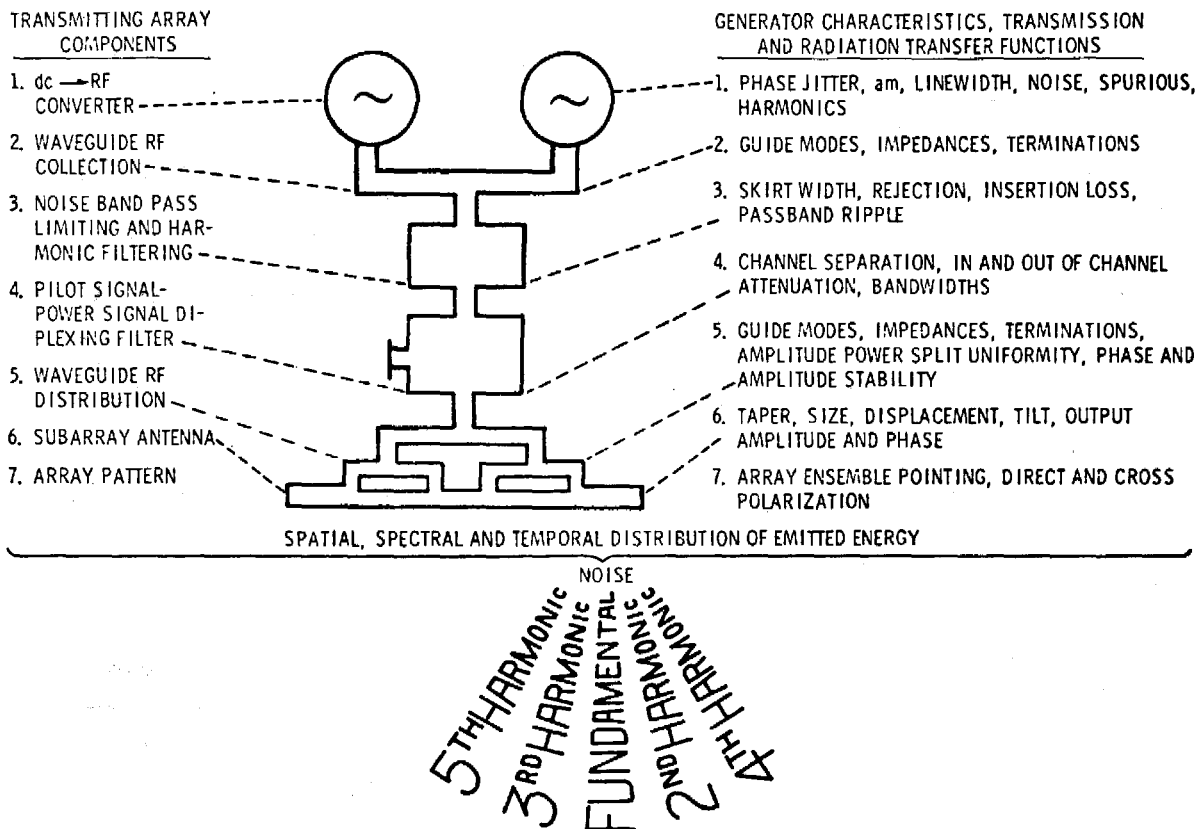 TRANSMITTING ARRAY
COMPONENTS
1. dc → RF
CONVERTER
2. WAVEGUIDE RF
COLLECTION
3. NOISE BAND PASS
LIMITING AND HAR-
MONIC FILTERING
4. PILOT SIGNAL-
POWER SIGNAL DI-
PLEXING FILTER
5. WAVEGUIDE RF
DISTRIBUTION
6. SUBARRAY ANTENNA
7. ARRAY PATTERN
GENERATOR CHARACTERISTICS, TRANSMISSION
AND RADIATION TRANSFER FUNCTIONS
1. PHASE JITTER, am, LINEWIDTH, NOISE, SPURIOUS,
HARMONICS
2. GUIDE MODES, IMPEDANCES, TERMINATIONS
3. SKIRT WIDTH, REJECTION, INSERTION LOSS,
PASSBAND RIPPLE
4. CHANNEL SEPARATION, IN AND OUT OF CHANNEL
ATTENUATION, BANDWIDTHS
5. GUIDE MODES, IMPEDANCES, TERMINATIONS,
AMPLITUDE POWER SPLIT UNIFORMITY, PHASE AND
AMPLITUDE STABILITY
6. TAPER, SIZE, DISPLACEMENT, TILT, OUTPUT
AMPLITUDE AND PHASE
7. ARRAY ENSEMBLE POINTING, DIRECT AND CROSS
POLARIZATION
SPATIAL, SPECTRAL AND TEMPORAL DISTRIBUTION OF EMITTED ENERGY
NOISE
5TH HARMONIC
3RD HARMONIC
FUNDAMENTAL
2ND HARMONIC
4TH HARMONIC